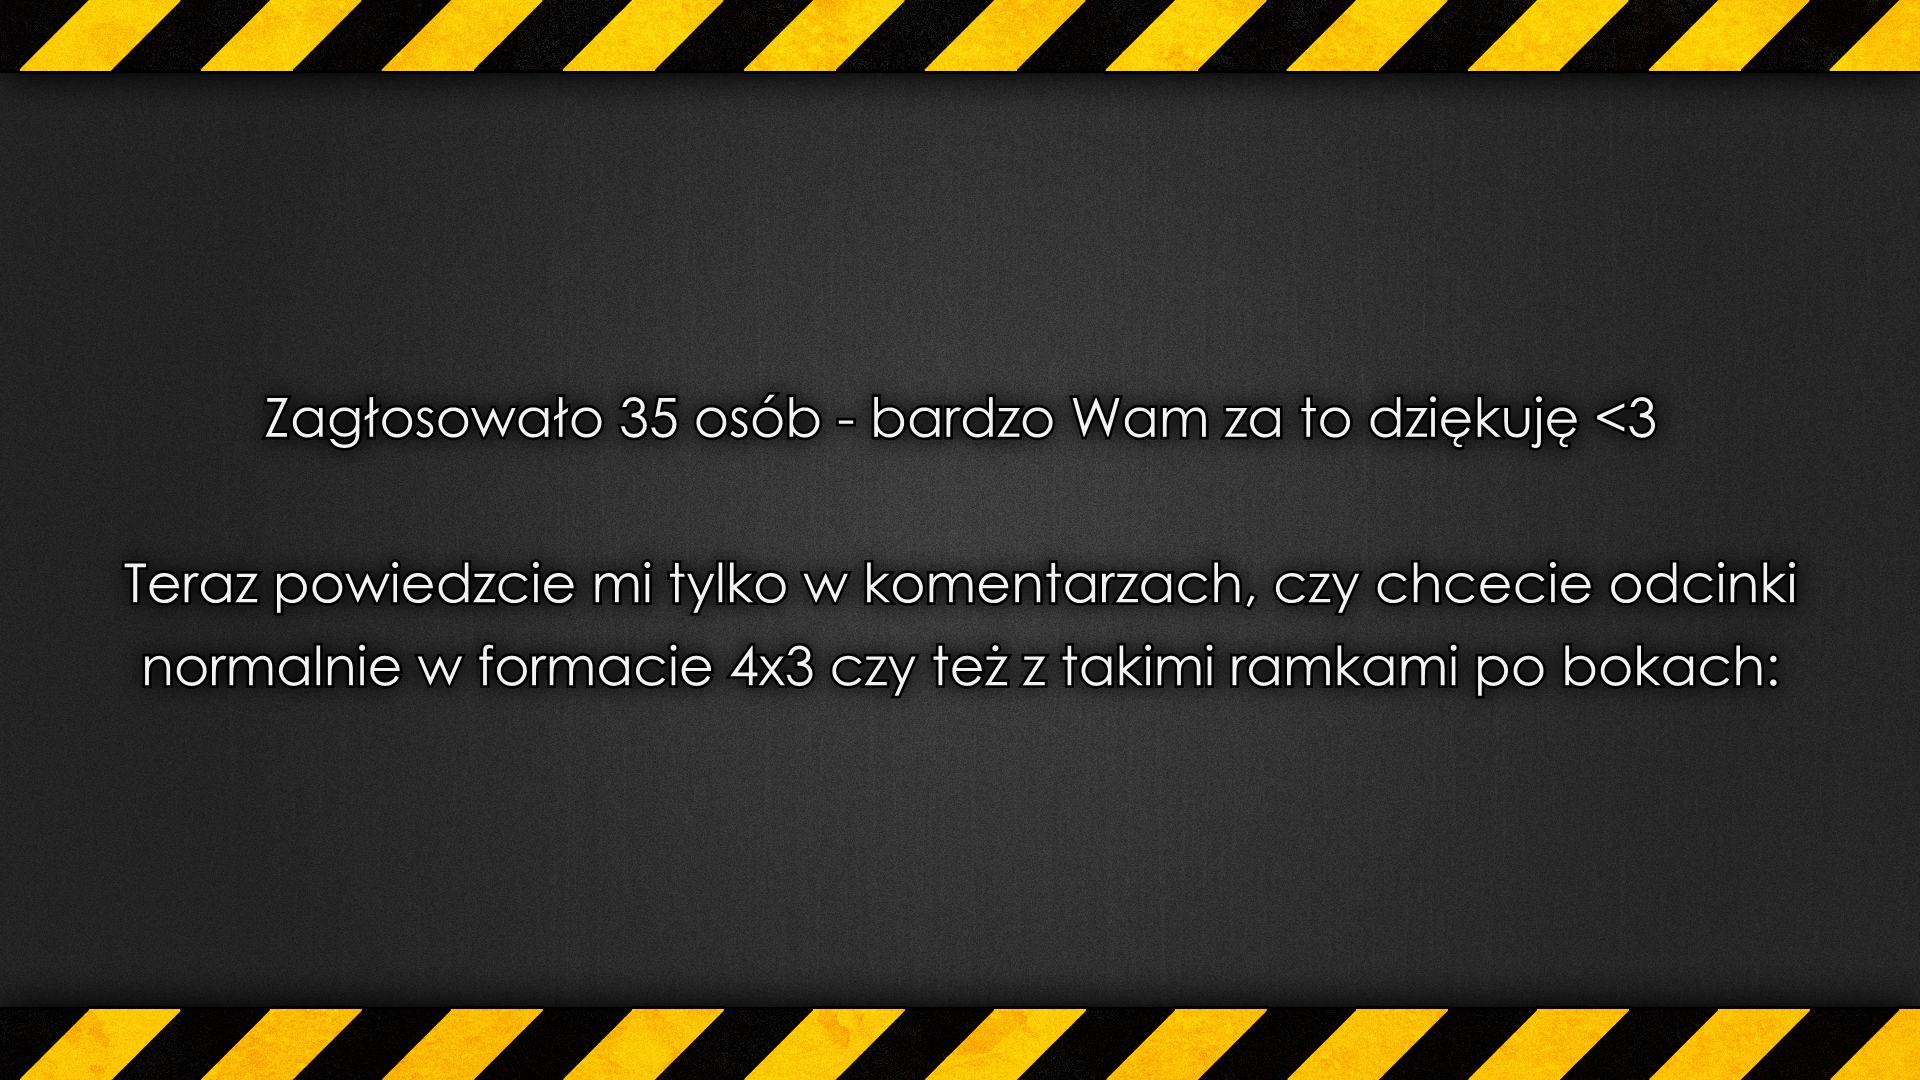 Zagłosowało 35 osób - bardzo Wam za to dziękuję <3
Teraz powiedzcie mi tylko w komentarzach, czy chcecie odcinki
normalnie w formacie 4x3 czy też z takimi ramkami po bokach: